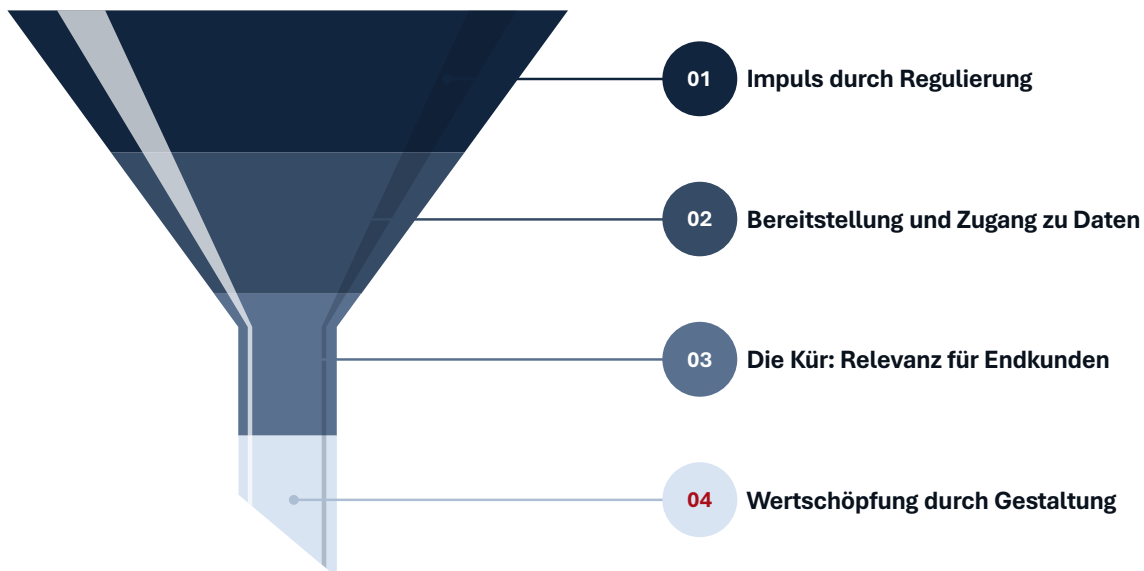 01 Impuls durch Regulierung
02 Bereitstellung und Zugang zu Daten
03 Die Kür: Relevanz für Endkunden
04 Wertschöpfung durch Gestaltung